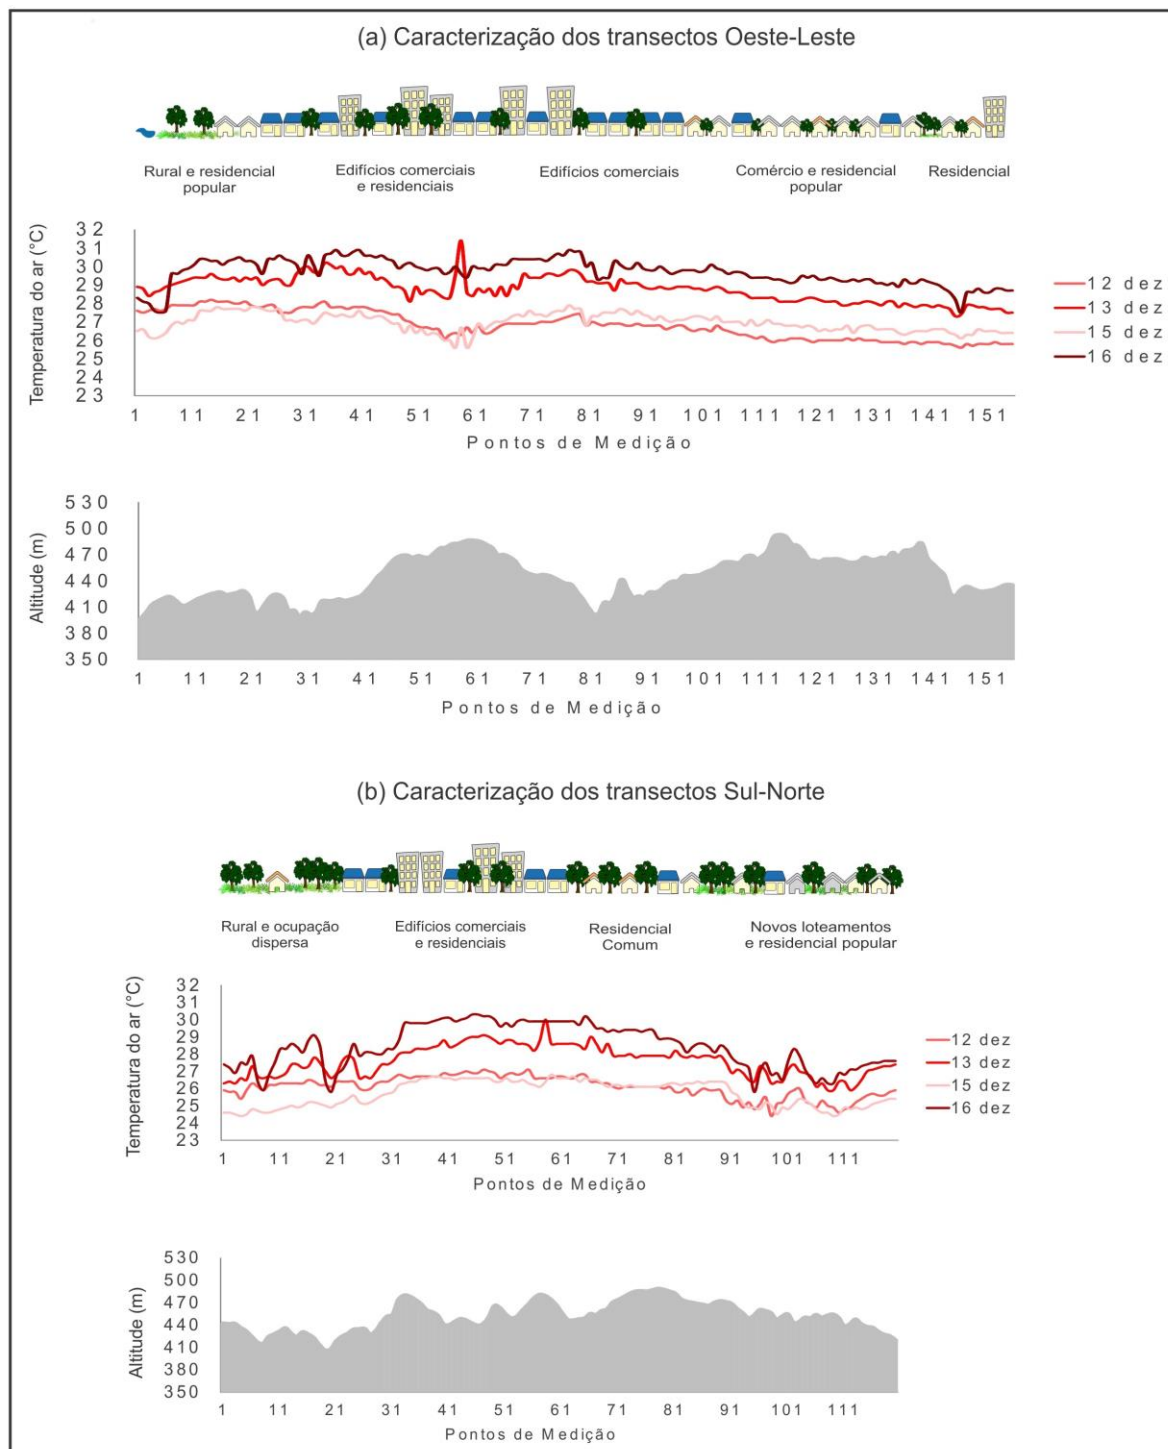 (a) Caracterização dos transectos Oeste-Leste
Rural e residencial
popular
Edifícios comerciais
e residenciais
Edifícios comerciais
Comércio e residencial
popular
Residencial
Temperatura do ar (°C)
32
31
30
29
28
27
26
25
24
23
1 11 21 31 41 51 61 71 81 91 101 111 121 131 141 151
Pontos de Medição
12 dez
13 dez
15 dez
16 dez
Altitude (m)
530
500
470
440
410
380
350
1 11 21 31 41 51 61 71 81 91 101 111 121 131 141 151
Pontos de Medição
(b) Caracterização dos transectos Sul-Norte
Rural e ocupação
dispersa
Edifícios comerciais
e residenciais
Residencial
Comum
Novos loteamentos
e residencial popular
Temperatura do ar (°C)
32
31
30
29
28
27
26
25
24
23
1 11 21 31 41 51 61 71 81 91 101 111
Pontos de Medição
12 dez
13 dez
15 dez
16 dez
Altitude (m)
530
500
470
440
410
380
350
1 11 21 31 41 51 61 71 81 91 101 111
Pontos de Medição